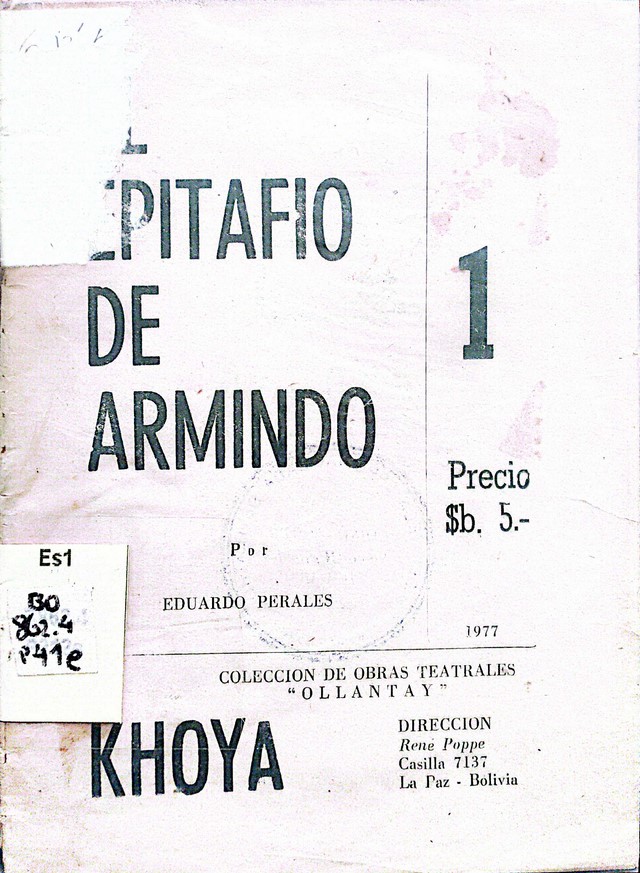 EL
EPITAFIO
DE
ARMINDO
1
Precio
$b. 5.-
Por
EDUARDO PERALES
1977
Es1
BO
862.4
P41e
COLECCION DE OBRAS TEATRALES
“OLLANTAY”
KHOYA
DIRECCION
René Poppe
Casilla 7137
La Paz - Bolivia